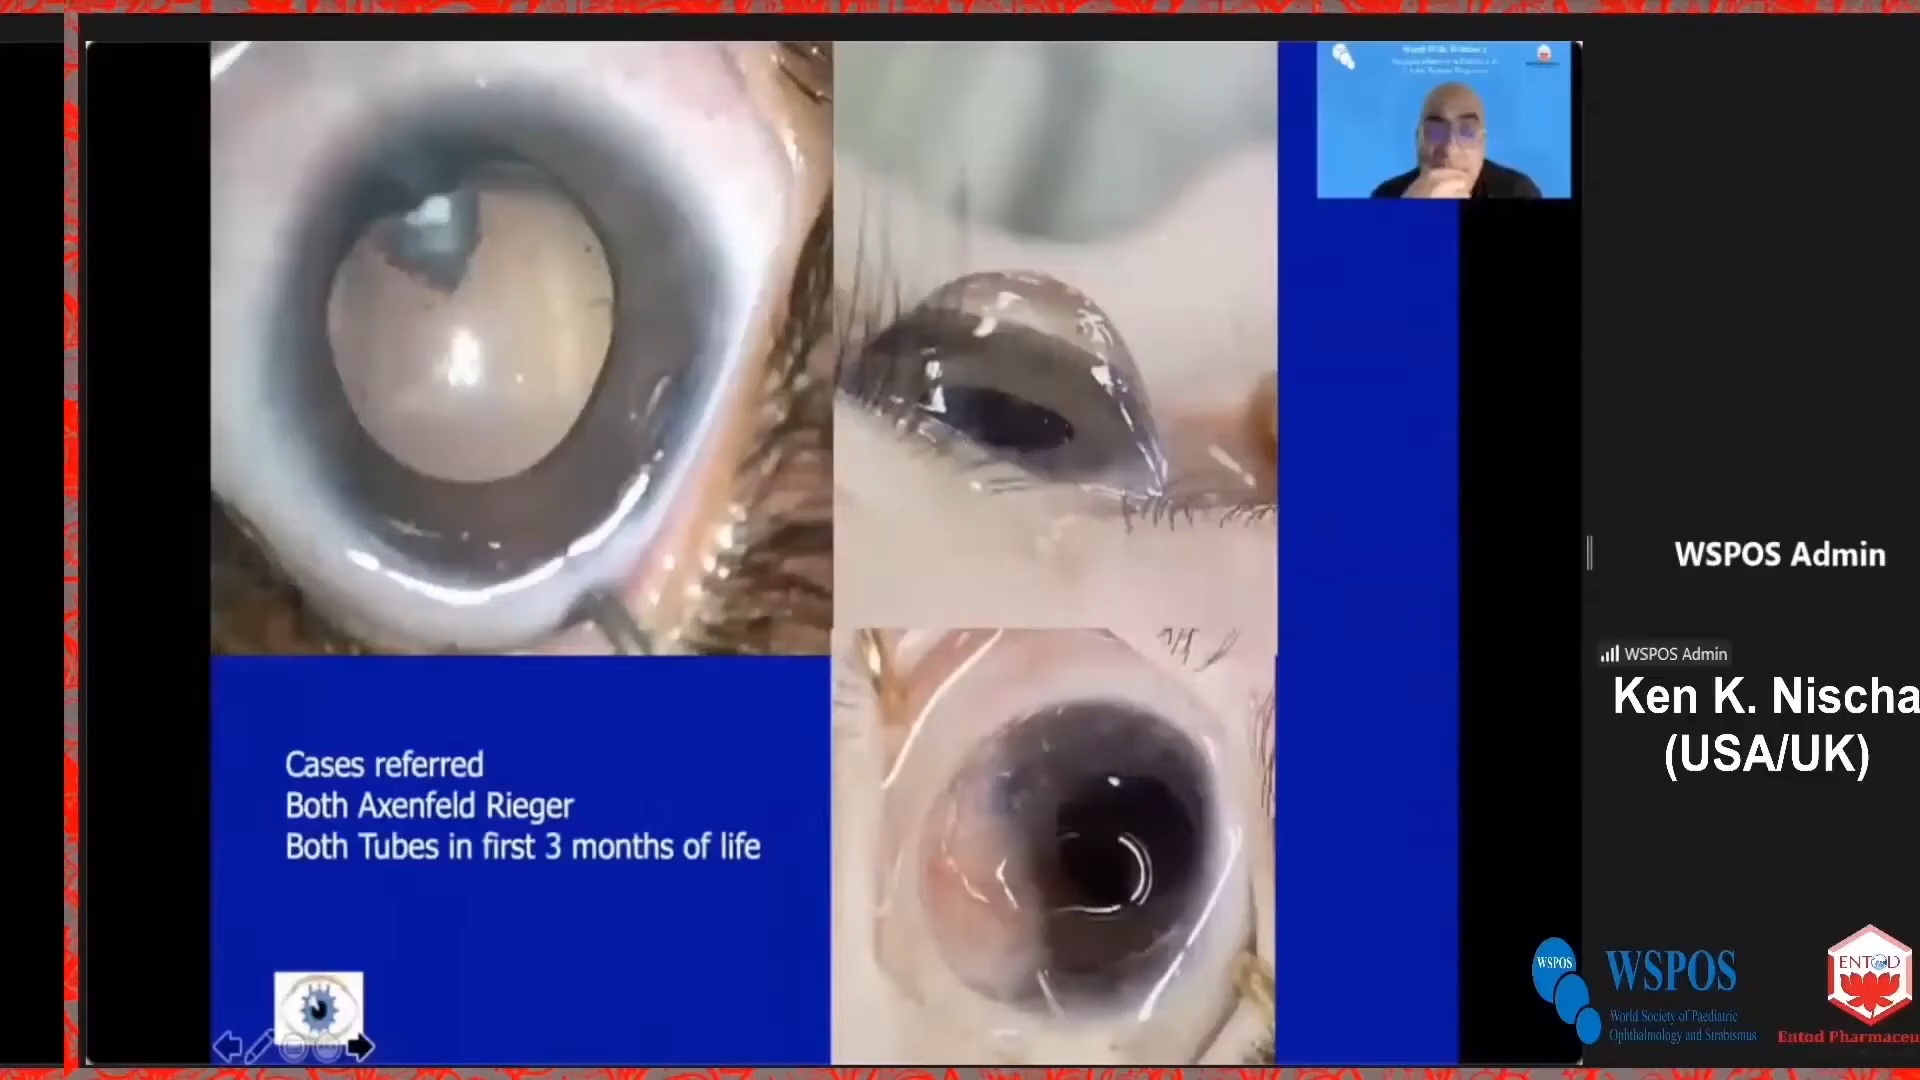 Cases referred
Both Axenfeld Rieger
Both Tubes in first 3 months of life
WSPOS Admin
WSPOS Admin
Ken K. Nischa
(USA/UK)
WSPOS
WSPOS
World Society of Paediatric
Ophthalmology and Strabismus
ENTOD
Entod Pharmaceu